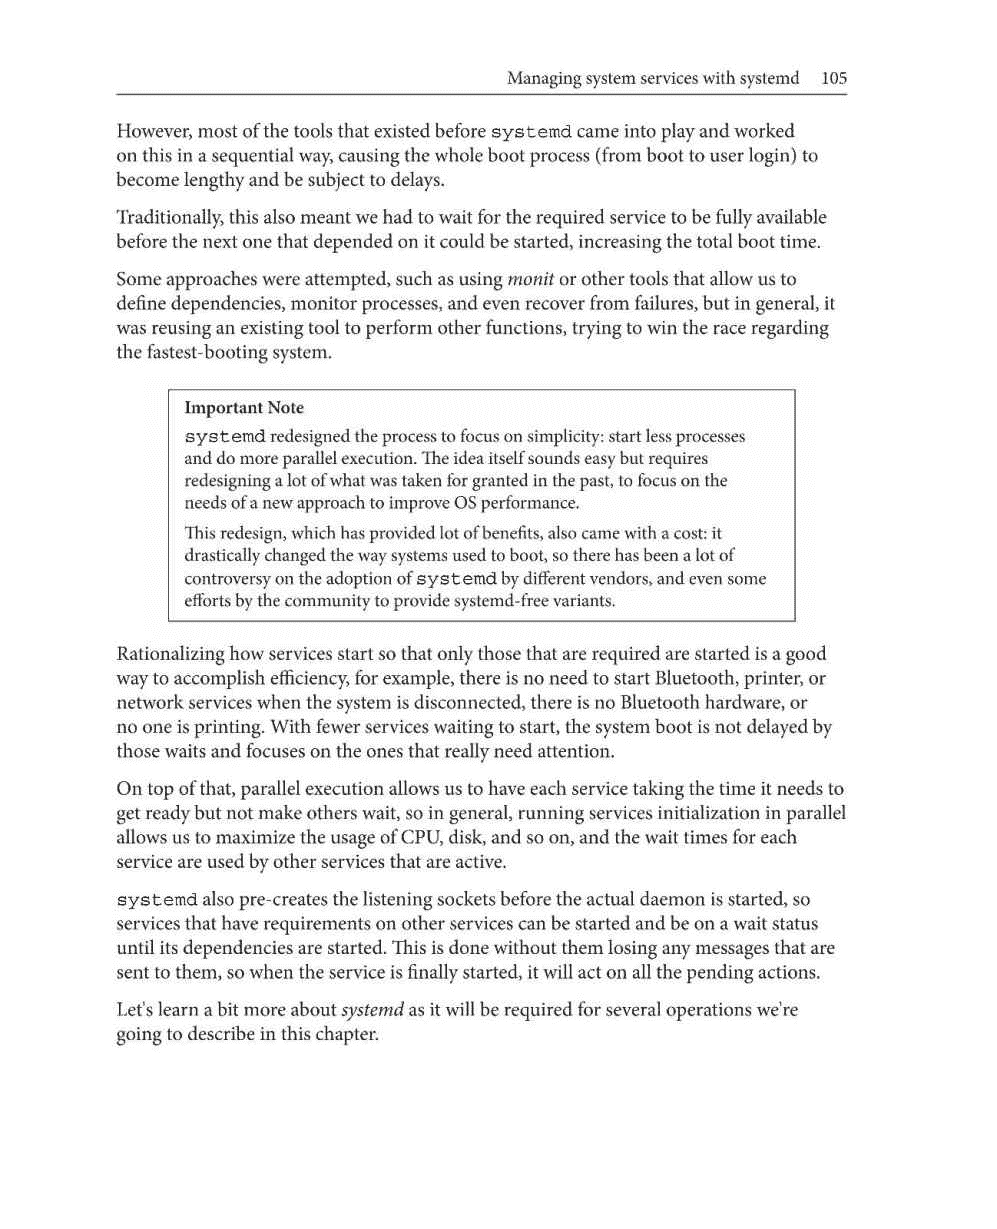 Managing system services with systemd 105
However, most of the tools that existed before systemd came into play and worked
on this in a sequential way, causing the whole boot process (from boot to user login) to
become lengthy and be subject to delays.
Traditionally, this also meant we had to wait for the required service to be fully available
before the next one that depended on it could be started, increasing the total boot time.
Some approaches were attempted, such as using monit or other tools that allow us to
define dependencies, monitor processes, and even recover from failures, but in general, it
was reusing an existing tool to perform other functions, trying to win the race regarding
the fastest-booting system.
Important Note
systemd redesigned the process to focus on simplicity: start less processes
and do more parallel execution. The idea itself sounds easy but requires
redesigning a lot of what was taken for granted in the past, to focus on the
needs of a new approach to improve OS performance.
This redesign, which has provided lot of benefits, also came with a cost: it
drastically changed the way systems used to boot, so there has been a lot of
controversy on the adoption of systemd by different vendors, and even some
efforts by the community to provide systemd-free variants.
Rationalizing how services start so that only those that are required are started is a good
way to accomplish efficiency, for example, there is no need to start Bluetooth, printer, or
network services when the system is disconnected, there is no Bluetooth hardware, or
no one is printing. With fewer services waiting to start, the system boot is not delayed by
those waits and focuses on the ones that really need attention.
On top of that, parallel execution allows us to have each service taking the time it needs to
get ready but not make others wait, so in general, running services initialization in parallel
allows us to maximize the usage of CPU, disk, and so on, and the wait times for each
service are used by other services that are active.
systemd also pre-creates the listening sockets before the actual daemon is started, so
services that have requirements on other services can be started and be on a wait status
until its dependencies are started. This is done without them losing any messages that are
sent to them, so when the service is finally started, it will act on all the pending actions.
Let's learn a bit more about systemd as it will be required for several operations we're
going to describe in this chapter.